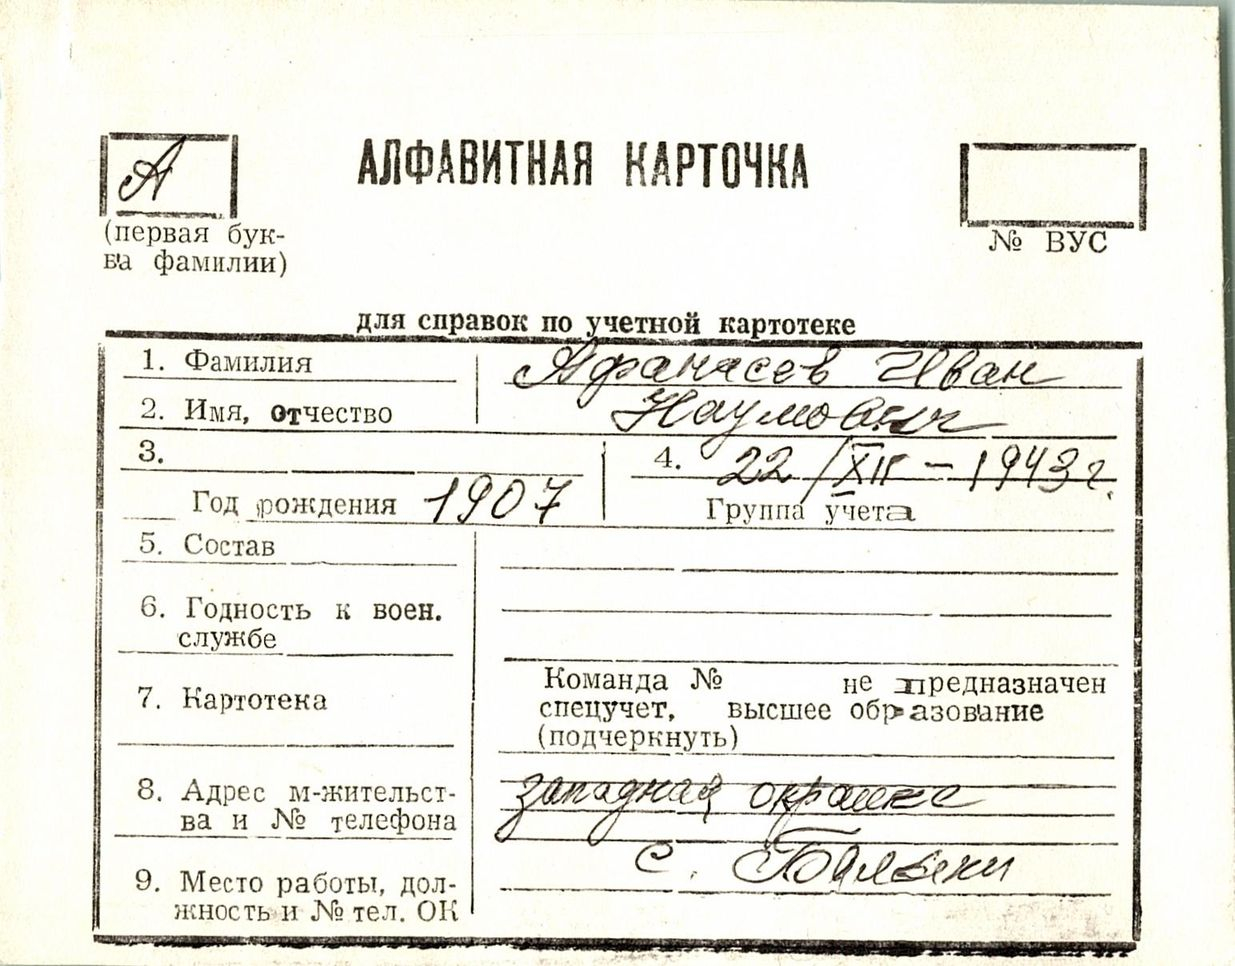 А
АЛФАВИТНАЯ КАРТОЧКА
(первая бук-
ва фамилии)
№ ВУС
для справок по учетной картотеке
1. Фамилия Афанасев Иван
2. Имя, отчество Наумович
3. 4. 22/XII – 1943 г.
Год рождения 1907 Группа учета
5. Состав
6. Годность к воен.
службе
7. Картотека
Команда № не предназначен
спецучет, высшее образование
(подчеркнуть)
8. Адрес м-жительст-
ва и № телефона
западная окраине
с. Бялыки
9. Место работы, дол-
жность и № тел. ОК